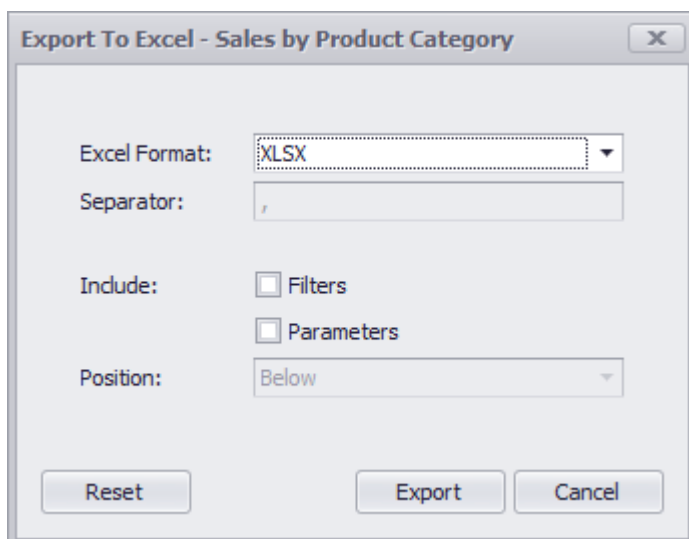 Export To Excel - Sales by Product Category
Excel Format: XLSX
Separator: ,
Include: Filters
Parameters
Position: Below
Reset Export Cancel